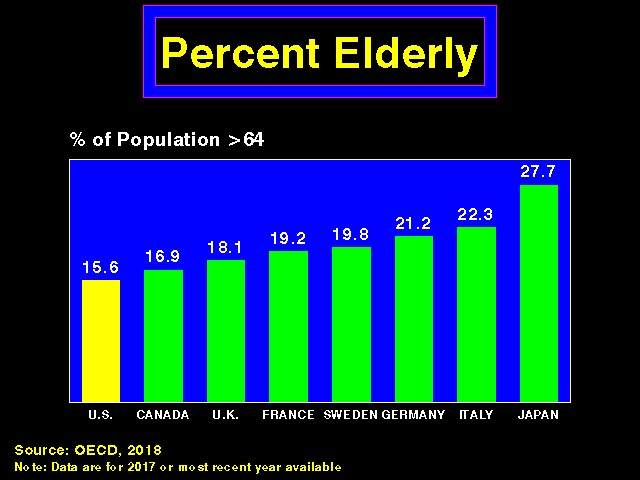 Percent Elderly
% of Population >64
27.7
22.3
21.2
19.8
19.2
18.1
16.9
15.6
U.S. CANADA U.K. FRANCE SWEDEN GERMANY ITALY JAPAN
Source: OECD, 2018
Note: Data are for 2017 or most recent year available